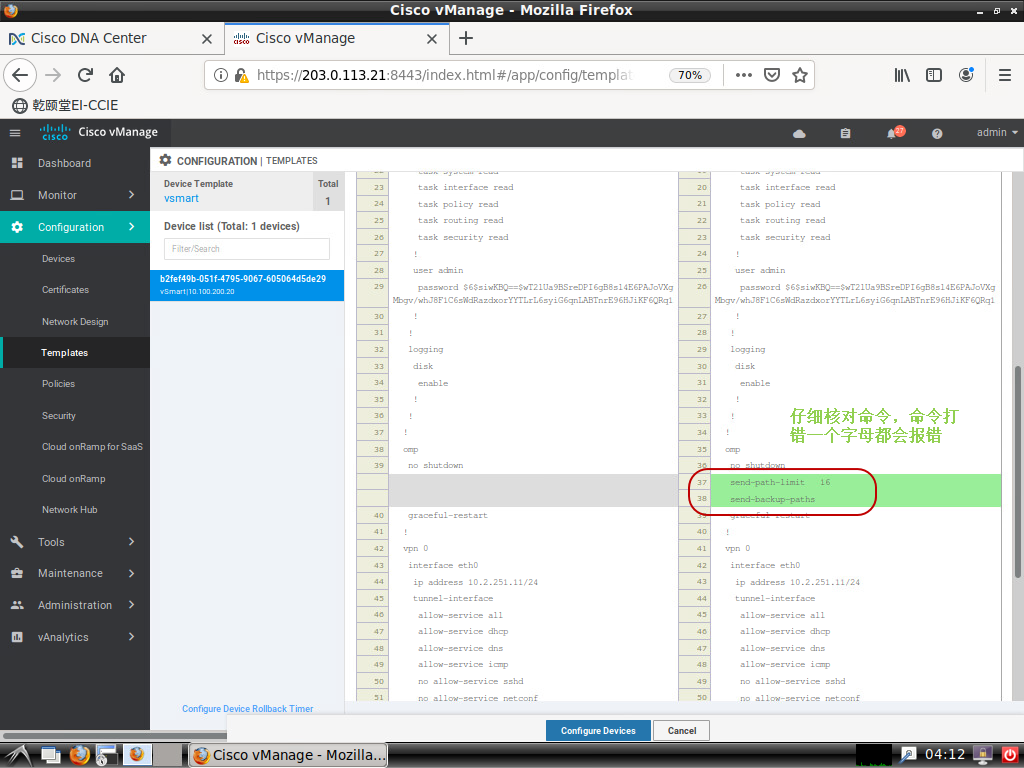 Cisco vManage - Mozilla Firefox
Cisco DNA Center
Cisco vManage
https://203.0.113.21:8443/index.html#/app/config/templat
70%
乾颐堂EI-CCIE
cisco
Cisco vManage
27
admin
Dashboard
Monitor
Configuration
Devices
Certificates
Network Design
Templates
Policies
Security
Cloud onRamp for SaaS
Cloud onRamp
Network Hub
Tools
Maintenance
Administration
vAnalytics
CONFIGURATION | TEMPLATES
Device Template
vsmart
Total
1
Device list (Total: 1 devices)
Filter/Search
b2fef49b-051f-4795-9067-605064d5de29
vSmart|10.100.200.20
Configure Device Rollback Timer
task system read
23 task interface read
24 task policy read
25 task routing read
26 task security read
27 !
28 user admin
29
30 !
31 !
32 logging
33 disk
34 enable
35 !
36 !
37 !
38 omp
39 no shutdown
40 graceful-restart
41 !
42 vpn 0
43 interface eth0
44 ip address 10.2.251.11/24
45 tunnel-interface
46 allow-service all
47 allow-service dhcp
48 allow-service dns
49 allow-service icmp
50 no allow-service sshd
51 no allow-service netconf
task system read
20 task interface read
21 task policy read
22 task routing read
23 task security read
24 !
25 user admin
26
27 !
28 !
29 logging
30 disk
31 enable
32 !
33 !
34 !
35 omp
36 no shutdown
37 send-path-limit 16
38 send-backup-paths
39 graceful-restart
40 !
41 vpn 0
42 interface eth0
43 ip address 10.2.251.11/24
44 tunnel-interface
45 allow-service all
46 allow-service dhcp
47 allow-service dns
48 allow-service icmp
49 no allow-service sshd
50 no allow-service netconf
仔细核对命令，命令打
错一个字母都会报错
Configure Devices
Cancel
Cisco vManage - Mozilla...
04:12